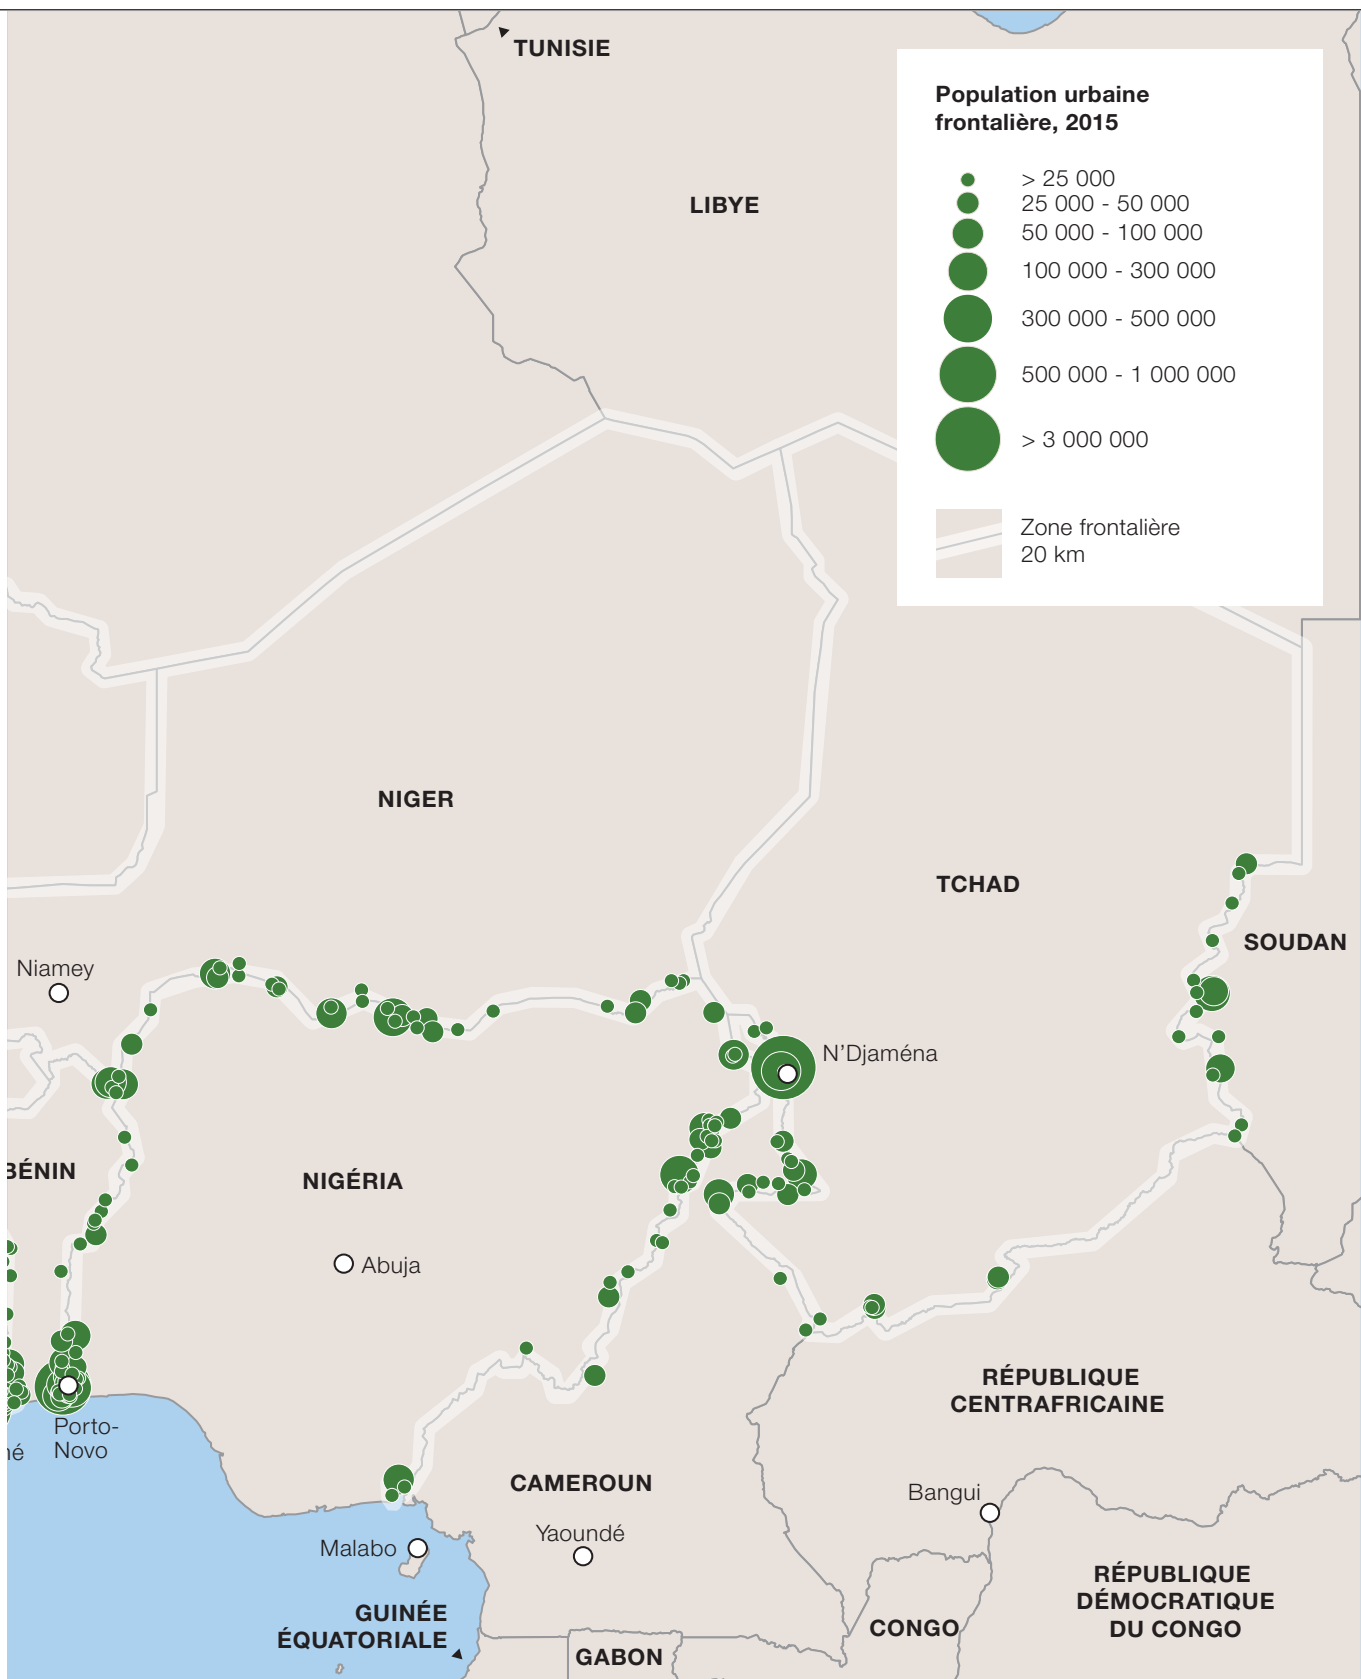 TUNISIE
Population urbaine
frontalière, 2015
> 25 000
25 000 - 50 000
50 000 - 100 000
100 000 - 300 000
300 000 - 500 000
500 000 - 1 000 000
> 3 000 000
Zone frontalière
20 km
LIBYE
NIGER
TCHAD
SOUDAN
Niamey
N'Djaména
BÉNIN
NIGÉRIA
Abuja
RÉPUBLIQUE
CENTRAFRICAINE
Porto-
Novo
né
CAMEROUN
Bangui
Yaoundé
Malabo
RÉPUBLIQUE
DÉMOCRATIQUE
DU CONGO
GUINÉE
ÉQUATORIALE
CONGO
GABON